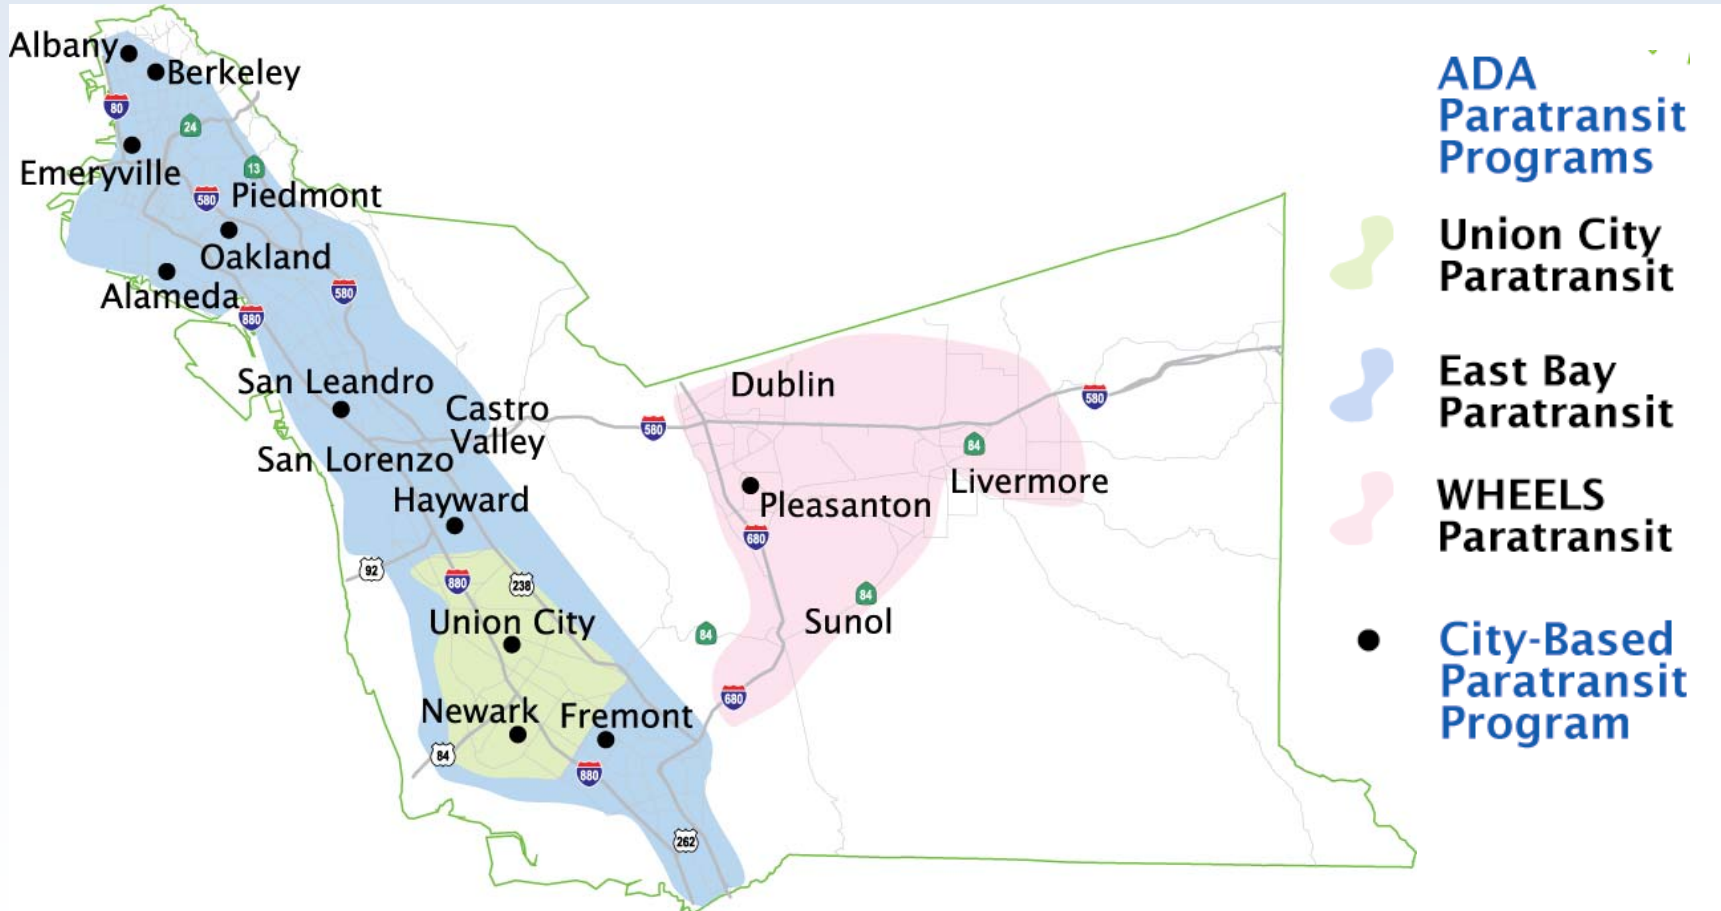 Albany
Berkeley
80
24
Emeryville
13
580
Piedmont
Oakland
Alameda
580
880
San Leandro
Castro
Valley
San Lorenzo
Hayward
92
880
238
Union City
Newark
Fremont
84
880
262
Dublin
580
580
84
Livermore
Pleasanton
680
84
Sunol
84
680
ADA
Paratransit
Programs
Union City
Paratransit
East Bay
Paratransit
WHEELS
Paratransit
City-Based
Paratransit
Program